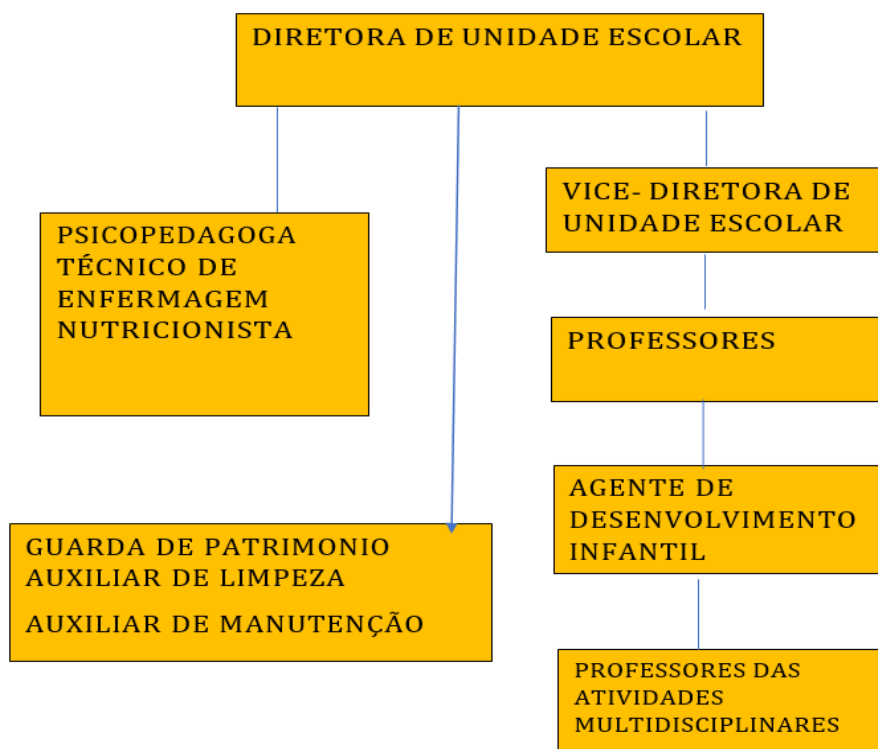 DIRETORA DE UNIDADE ESCOLAR
PSICOPEDAGOGA
TÉCNICO DE
ENFERMAGEM
NUTRICIONISTA
GUARDA DE PATRIMONIO
AUXILIAR DE LIMPEZA
AUXILIAR DE MANUTENÇÃO
VICE- DIRETORA DE
UNIDADE ESCOLAR
PROFESSORES
AGENTE DE
DESENVOLVIMENTO
INFANTIL
PROFESSORES DAS
ATIVIDADES
MULTIDISCIPLINARES